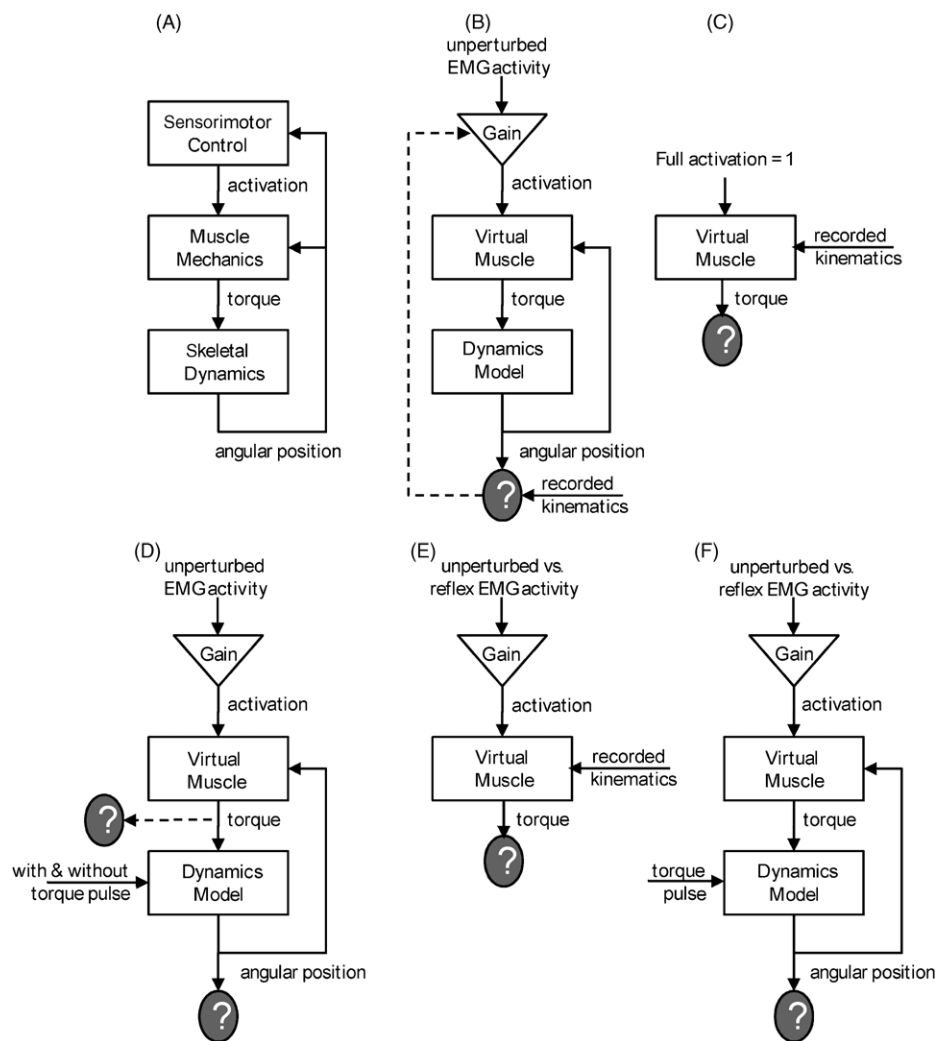 (A)
Sensorimotor
Control
activation
Muscle
Mechanics
torque
Skeletal
Dynamics
angular position
(B)
unperturbed
EMG activity
Gain
activation
Virtual
Muscle
torque
Dynamics
Model
angular position
?
recorded
kinematics
(C)
Full activation = 1
Virtual
Muscle
recorded
kinematics
torque
?
(D)
unperturbed
EMG activity
Gain
activation
Virtual
Muscle
?
torque
with & without
torque pulse
Dynamics
Model
angular position
?
(E)
unperturbed vs.
reflex EMG activity
Gain
activation
Virtual
Muscle
recorded
kinematics
torque
?
(F)
unperturbed vs.
reflex EMG activity
Gain
activation
Virtual
Muscle
torque
torque
pulse
Dynamics
Model
angular position
?